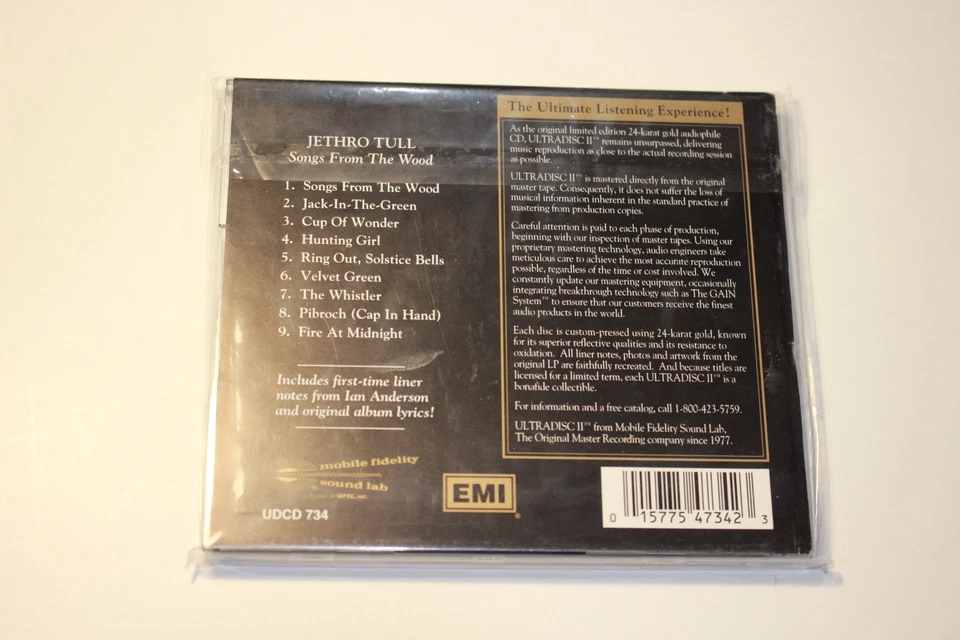 JETHRO TULL
Songs From The Wood
1. Songs From The Wood
2. Jack-In-The-Green
3. Cup Of Wonder
4. Hunting Girl
5. Ring Out, Solstice Bells
6. Velvet Green
7. The Whistler
8. Pibroch (Cap In Hand)
9. Fire At Midnight
Includes first-time liner
notes from Ian Anderson
and original album lyrics!
mobile fidelity
sound lab
UDCD 734
EMI
The Ultimate Listening Experience!
As the original limited edition 24-karat gold audiophile
CD, ULTRADISC II™ remains unsurpassed, delivering
music reproduction as close to the actual recording session
as possible.
ULTRADISC II™ is mastered directly from the original
master tape. Consequently, it does not suffer the loss of
musical information inherent in the standard practice of
mastering from production copies.
Careful attention is paid to each phase of production,
beginning with our inspection of master tapes. Using our
proprietary mastering technology, audio engineers take
meticulous care to achieve the most accurate reproduction
possible, regardless of the time or cost involved. We
constantly update our mastering equipment, occasionally
integrating breakthrough technology such as The GAIN
System™ to ensure that our customers receive the finest
audio products in the world.
Each disc is custom-pressed using 24-karat gold, known
for its superior reflective qualities and its resistance to
oxidation. All liner notes, photos and artwork from the
original LP are faithfully recreated. And because titles are
licensed for a limited term, each ULTRADISC II™ is a
bonafide collectible.
For information and a free catalog, call 1-800-423-5759.
ULTRADISC II™ from Mobile Fidelity Sound Lab,
The Original Master Recording company since 1977.
0 15775 47342 3